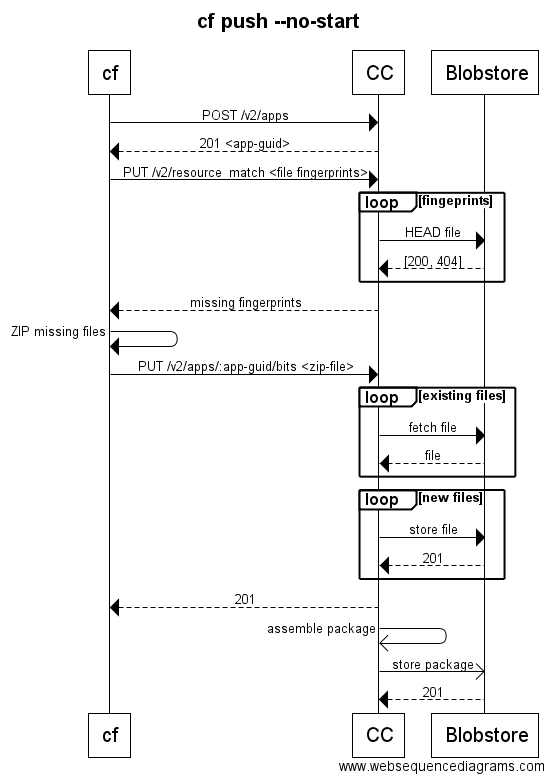 cf push --no-start
cf
CC
Blobstore
POST /v2/apps
201 <app-guid>
PUT /v2/resource_match <file fingerprints>
loop
[fingeprints]
HEAD file
[200, 404]
missing fingerprints
ZIP missing files
PUT /v2/apps/:app-guid/bits <zip-file>
loop
[existing files]
fetch file
file
loop
[new files]
store file
201
201
assemble package
store package
201
cf
CC
Blobstore
www.websequencediagrams.com